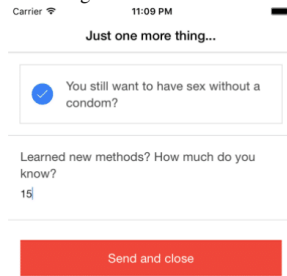 Carrier 11:09 PM
Just one more thing...
You still want to have sex without a
condom?
Learned new methods? How much do you
know?
15
Send and close